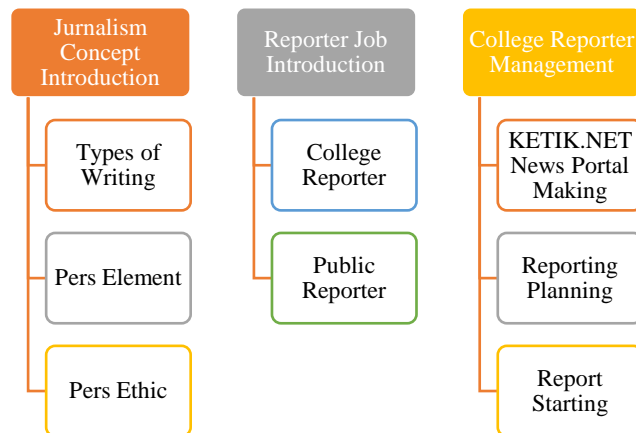 Jurnalism
Concept
Introduction
Types of
Writing
Pers Element
Pers Ethic
Reporter Job
Introduction
College
Reporter
Public
Reporter
College Reporter
Management
KETIK.NET
News Portal
Making
Reporting
Planning
Report
Starting